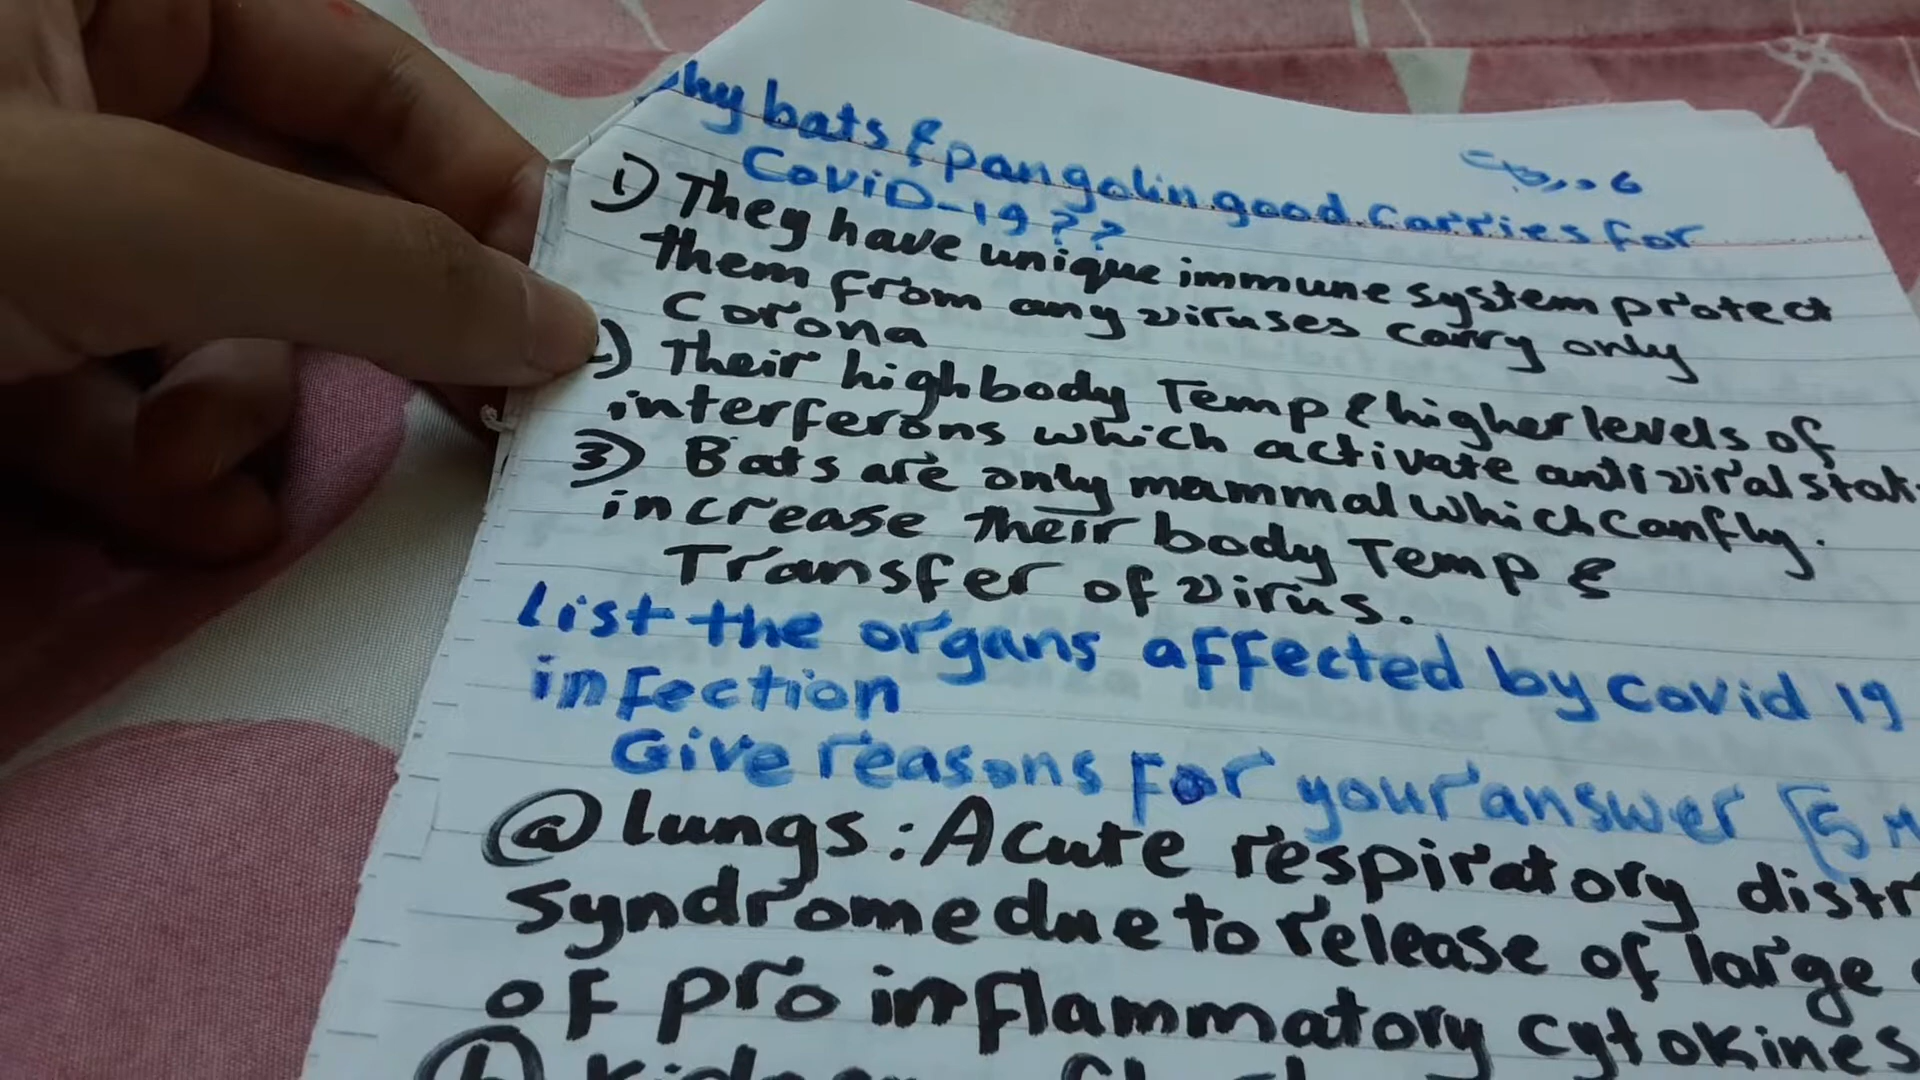 hy bats & pangolin good carries for
CoviD-19??
1) They have unique immune system protect
them from any viruses carry only
Corona
2) Their high body Temp & higher levels of
interferons which activate antiviral stat
3) Bats are only mammal which can fly.
increase their body Temp &
Transfer of virus.
List the organs affected by Covid 19
infection
Give reasons for your answer [5 M
@ lungs: Acute respiratory distr
syndrome due to release of large
of pro inflammatory cytokines